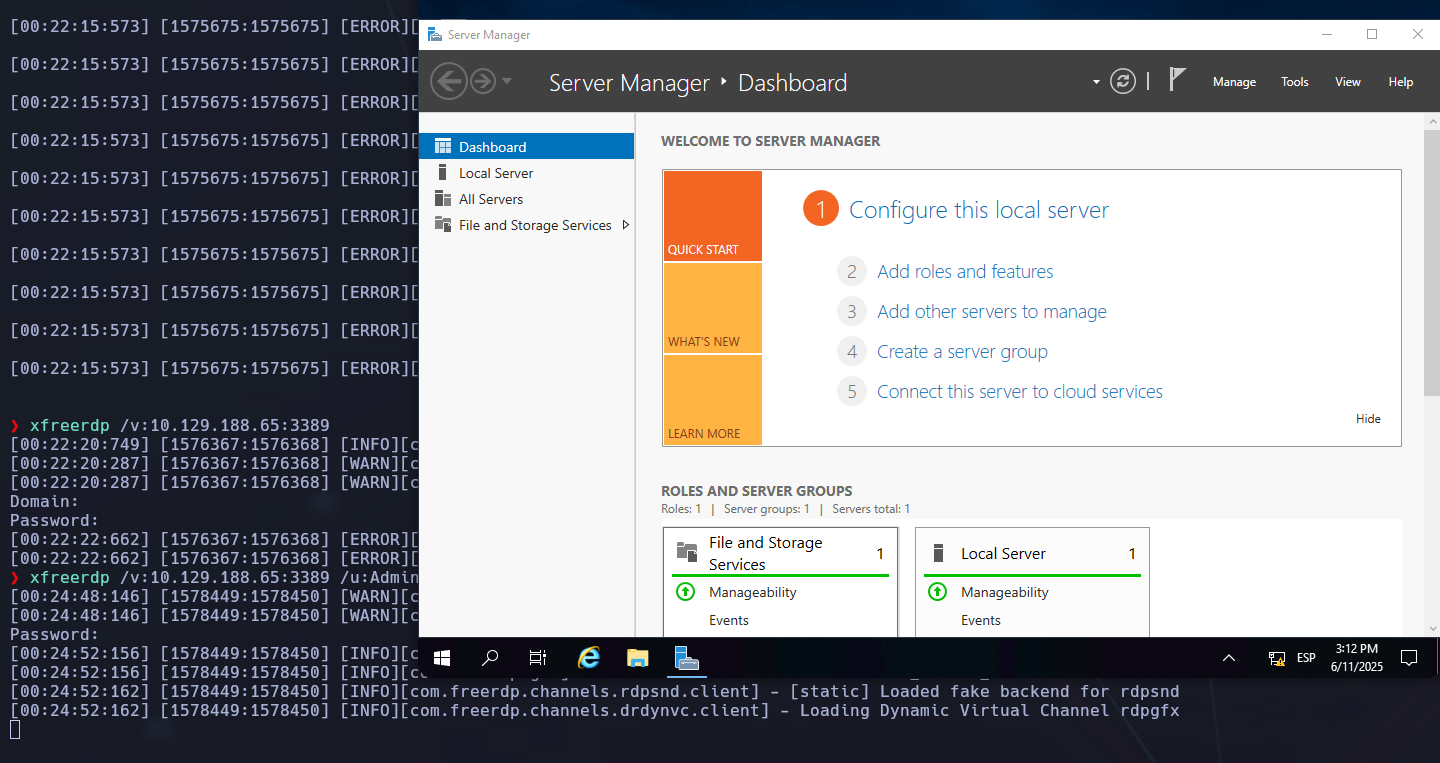 [00:22:15:573] [1575675:1575675] [ERROR][
[00:22:15:573] [1575675:1575675] [ERROR][
[00:22:15:573] [1575675:1575675] [ERROR][
[00:22:15:573] [1575675:1575675] [ERROR][
[00:22:15:573] [1575675:1575675] [ERROR][
[00:22:15:573] [1575675:1575675] [ERROR][
[00:22:15:573] [1575675:1575675] [ERROR][
[00:22:15:573] [1575675:1575675] [ERROR][
[00:22:15:573] [1575675:1575675] [ERROR][
[00:22:15:573] [1575675:1575675] [ERROR][
❯ xfreerdp /v:10.129.188.65:3389
[00:22:20:749] [1576367:1576368] [INFO][c
[00:22:20:287] [1576367:1576368] [WARN][c
[00:22:20:287] [1576367:1576368] [WARN][c
Domain:
Password:
[00:22:22:662] [1576367:1576368] [ERROR][
[00:22:22:662] [1576367:1576368] [ERROR][
❯ xfreerdp /v:10.129.188.65:3389 /u:Admin
[00:24:48:146] [1578449:1578450] [WARN][c
[00:24:48:146] [1578449:1578450] [WARN][c
Password:
[00:24:52:156] [1578449:1578450] [INFO][c
[00:24:52:156] [1578449:1578450] [INFO][c
[00:24:52:162] [1578449:1578450] [INFO][com.freerdp.channels.rdpsnd.client] - [static] Loaded fake backend for rdpsnd
[00:24:52:162] [1578449:1578450] [INFO][com.freerdp.channels.drdynvc.client] - Loading Dynamic Virtual Channel rdpgfx
Server Manager
Server Manager ‣ Dashboard
Manage
Tools
View
Help
Dashboard
Local Server
All Servers
File and Storage Services
WELCOME TO SERVER MANAGER
QUICK START
WHAT'S NEW
LEARN MORE
1 Configure this local server
2 Add roles and features
3 Add other servers to manage
4 Create a server group
5 Connect this server to cloud services
Hide
ROLES AND SERVER GROUPS
Roles: 1 | Server groups: 1 | Servers total: 1
File and Storage
Services
1
Manageability
Events
Local Server
1
Manageability
Events
ESP
3:12 PM
6/11/2025